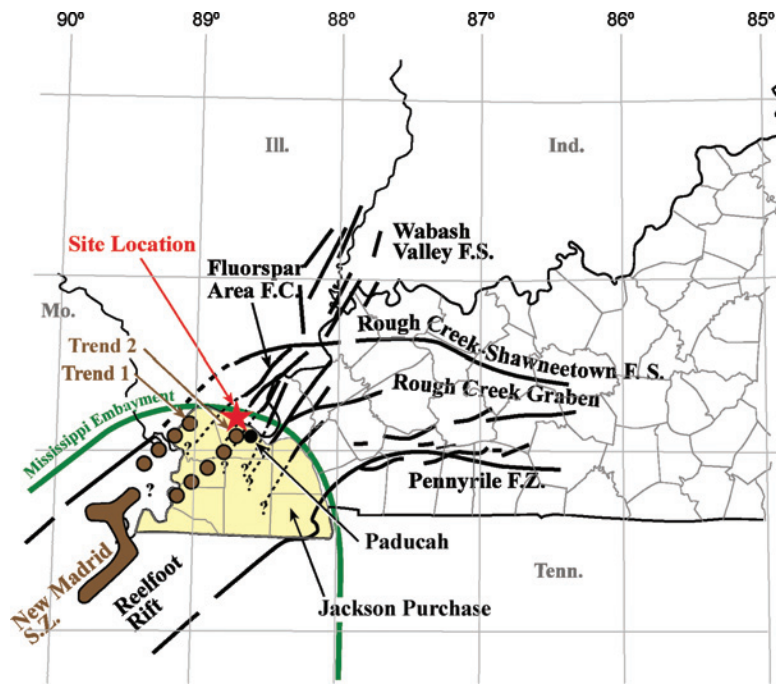 90º 89º 88º 87º 86º 85º
Ill.
Ind.
Wabash
Valley F.S.
Site Location
Fluorspar
Area F.C.
Mo.
Rough Creek-Shawneetown F. S.
Trend 2
Trend 1
Rough Creek Graben
Mississippi Embayment
?
?
?
?
?
?
?
Pennyrile F.Z.
Paducah
New Madrid
S.Z.
Reelfoot
Rift
Tenn.
Jackson Purchase